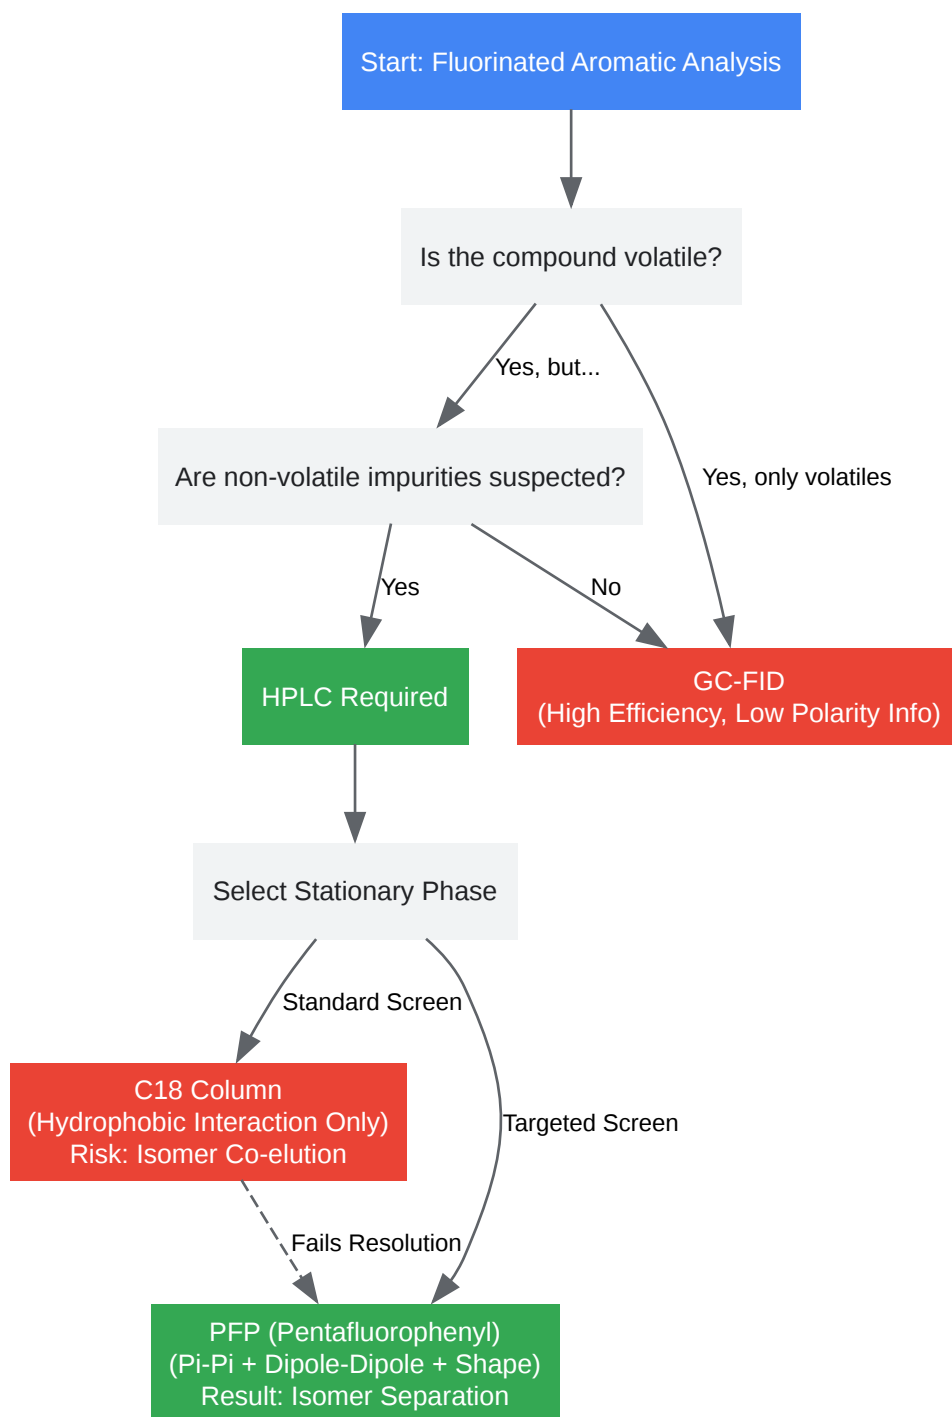 Start: Fluorinated Aromatic Analysis
Is the compound volatile?
Yes, but...
Are non-volatile impurities suspected?
Yes, only volatiles
Yes
No
HPLC Required
GC-FID
(High Efficiency, Low Polarity Info)
Select Stationary Phase
Standard Screen
C18 Column
(Hydrophobic Interaction Only)
Risk: Isomer Co-elution
Targeted Screen
Fails Resolution
PFP (Pentafluorophenyl)
(Pi-Pi + Dipole-Dipole + Shape)
Result: Isomer Separation